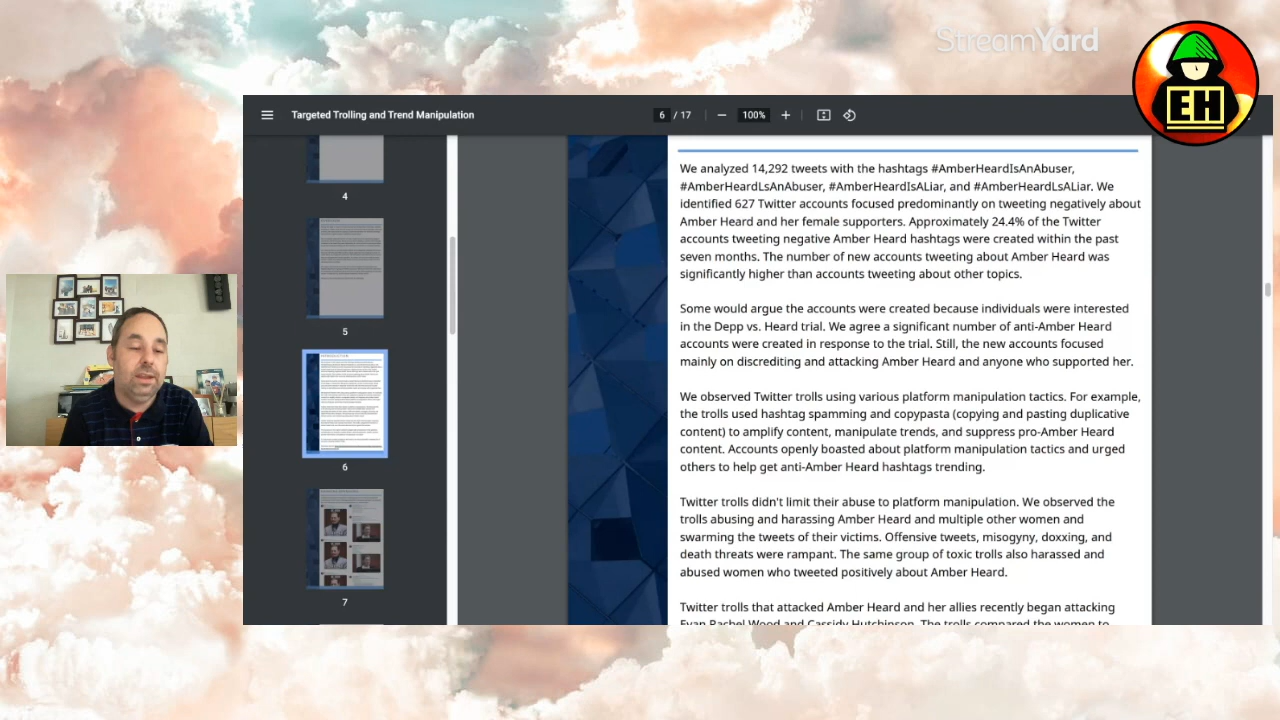 StreamYard
EH
Targeted Trolling and Trend Manipulation
6 / 17
100%
We analyzed 14,292 tweets with the hashtags #AmberHeardIsAnAbuser,
#AmberHeardLsAnAbuser, #AmberHeardIsALiar, and #AmberHeardLsALiar. We
identified 627 Twitter accounts focused predominantly on tweeting negatively about
Amber Heard and her female supporters. Approximately 24.4% of the Twitter
accounts tweeting negative Amber Heard hashtags were created within the past
seven months. The number of new accounts tweeting about Amber Heard was
significantly higher than accounts tweeting about other topics.
Some would argue the accounts were created because individuals were interested
in the Depp vs. Heard trial. We agree a significant number of anti-Amber Heard
accounts were created in response to the trial. Still, the new accounts focused
mainly on discrediting and attacking Amber Heard and anyone who supported her.
We observed Twitter trolls using various platform manipulation tactics. For example,
the trolls used hashtag spamming and copypasta (copying and pasting duplicative
content) to amplify content, manipulate trends, and suppress pro-Amber Heard
content. Accounts openly boasted about platform manipulation tactics and urged
others to help get anti-Amber Heard hashtags trending.
Twitter trolls didn't limit their abuse to platform manipulation. We observed the
trolls abusing and harassing Amber Heard and multiple other women and
swarming the tweets of their victims. Offensive tweets, misogyny, doxxing, and
death threats were rampant. The same group of toxic trolls also harassed and
abused women who tweeted positively about Amber Heard.
Twitter trolls that attacked Amber Heard and her allies recently began attacking
Evan Rachel Wood and Cassidy Hutchinson. The trolls compared the women to
4
5
6
7